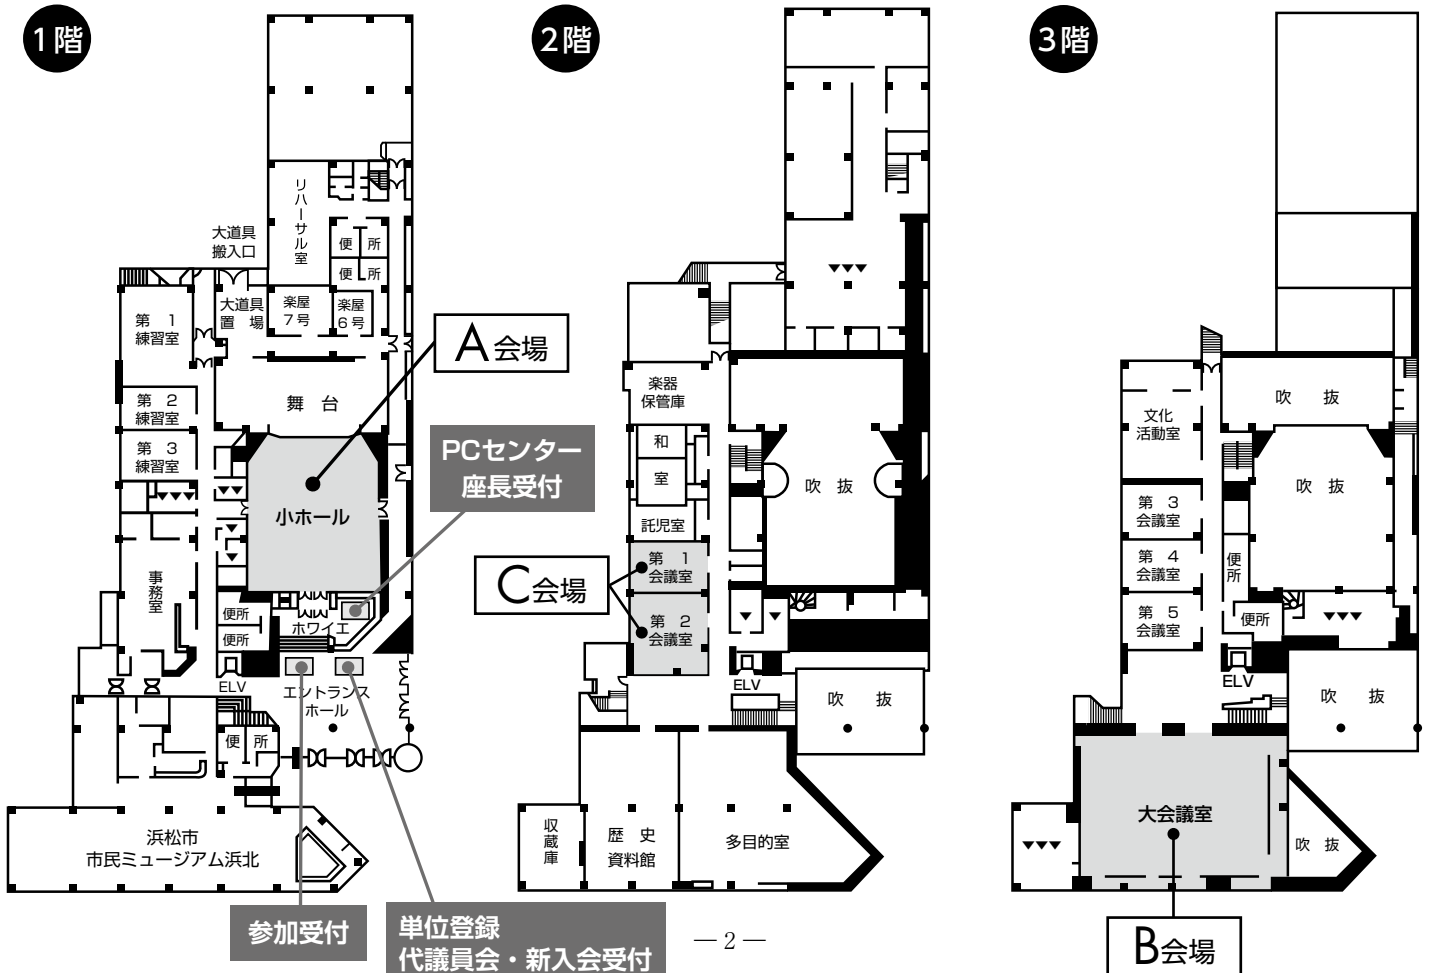 1階
大道具
搬入口
リハーサル室
便 所
便 所
第 1
練習室
大道具
置 場
楽屋
7号
楽屋
6号
A会場
第 2
練習室
舞 台
第 3
練習室
PCセンター
座長受付
小ホール
事務室
便所
便所
ホワイエ
ELV
エントランス
ホール
便 所
浜松市
市民ミュージアム浜北
参加受付
単位登録
代議員会・新入会受付
2階
楽器
保管庫
和
室
吹 抜
託児室
C会場
第 1
会議室
第 2
会議室
ELV
吹 抜
収蔵庫
歴 史
資料館
多目的室
3階
吹 抜
文化
活動室
吹 抜
第 3
会議室
第 4
会議室
便所
第 5
会議室
便所
ELV
吹 抜
大会議室
吹 抜
B会場
— 2 —